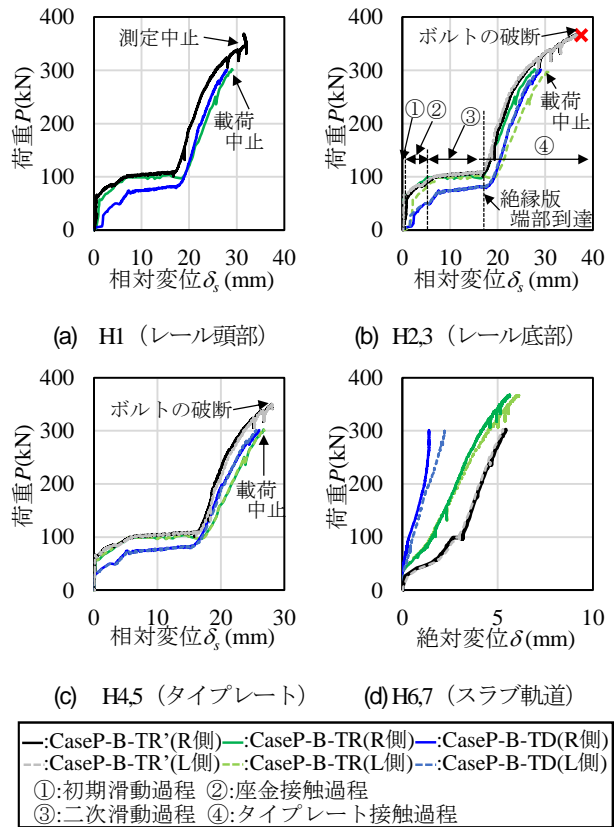 400
300
200
100
0
荷重P(kN)
測定中止
載荷
中止
0 10 20 30 40
相対変位δs (mm)
(a) H1（レール頭部）
400
300
200
100
0
荷重P(kN)
ボルトの破断
載荷
中止
① ② ③ ④
絶縁版
端部到達
0 10 20 30 40
相対変位δs (mm)
(b) H2,3（レール底部）
400
300
200
100
0
荷重P(kN)
ボルトの破断
載荷
中止
0 10 20 30
相対変位δs (mm)
(c) H4,5（タイプレート）
400
300
200
100
0
荷重P(kN)
0 5 10
絶対変位δ (mm)
(d) H6,7（スラブ軌道）
:CaseP-B-TR'(R側) :CaseP-B-TR(R側) :CaseP-B-TD(R側)
:CaseP-B-TR'(L側) :CaseP-B-TR(L側) :CaseP-B-TD(L側)
①:初期滑動過程 ②:座金接触過程
③:二次滑動過程 ④:タイプレート接触過程